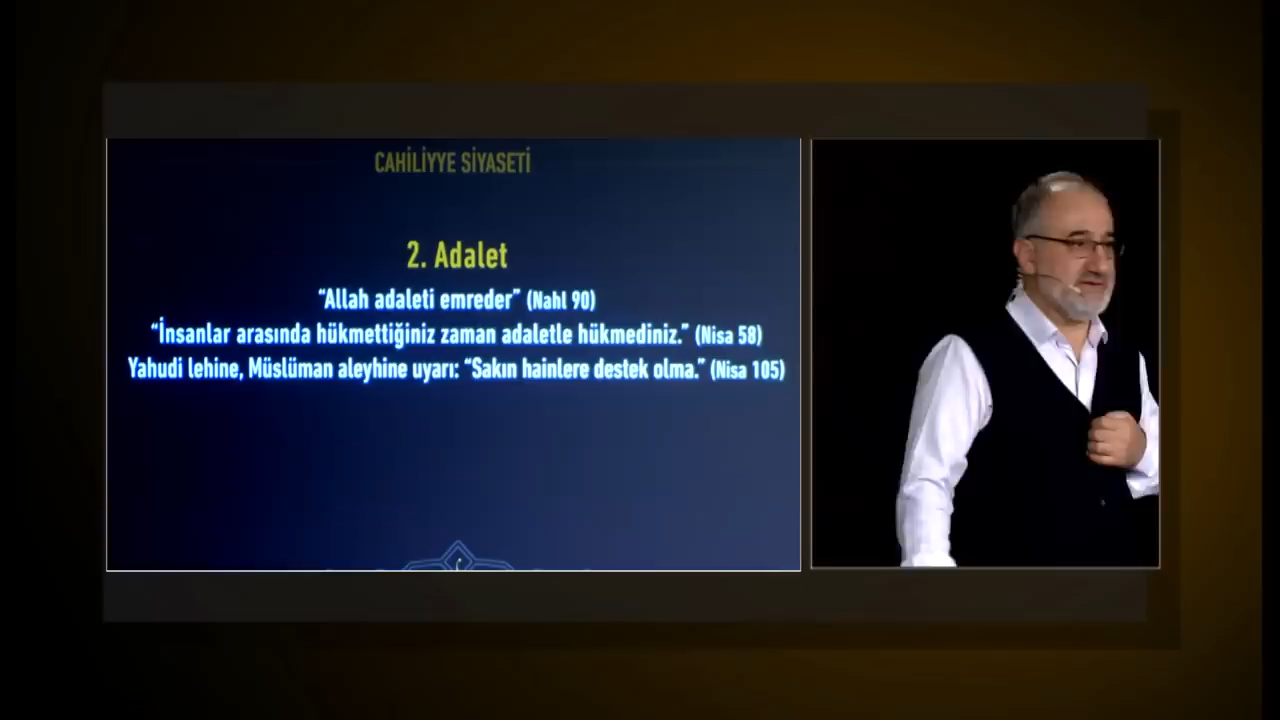 CAHİLİYYE SİYASETİ
2. Adalet
“Allah adaleti emreder” (Nahl 90)
“İnsanlar arasında hükmettiğiniz zaman adaletle hükmediniz.” (Nisa 58)
Yahudi lehine, Müslüman aleyhine uyarı: “Sakın hainlere destek olma.” (Nisa 105)